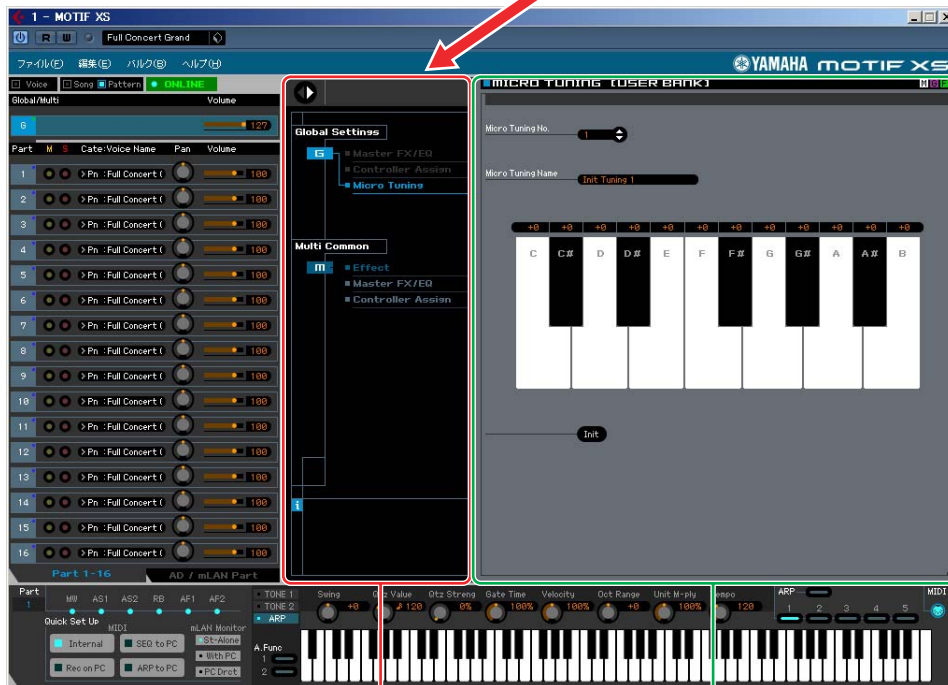 1 - MOTIF XS
R W Full Concert Grand
ファイル(F) 編集(E) バルク(B) ヘルプ(H)
YAMAHA MOTIF XS
Voice Song Pattern ONLINE
Global/Multi Volume
G 127
Part M S Cate:Voice Name Pan Volume
1 >Pn :Full Concert ( 100
2 >Pn :Full Concert ( 100
3 >Pn :Full Concert ( 100
4 >Pn :Full Concert ( 100
5 >Pn :Full Concert ( 100
6 >Pn :Full Concert ( 100
7 >Pn :Full Concert ( 100
8 >Pn :Full Concert ( 100
9 >Pn :Full Concert ( 100
10 >Pn :Full Concert ( 100
11 >Pn :Full Concert ( 100
12 >Pn :Full Concert ( 100
13 >Pn :Full Concert ( 100
14 >Pn :Full Concert ( 100
15 >Pn :Full Concert ( 100
16 >Pn :Full Concert ( 100
Part 1-16 AD / mLAN Part
Global Settings
G Master FX/EQ
Controller Assign
Micro Tuning
Multi Common
m Effect
Master FX/EQ
Controller Assign
i
MICRO TUNING [USER BANK]
Micro Tuning No. 1
Micro Tuning Name Init Tuning 1
+0 +0 +0 +0 +0 +0 +0 +0 +0 +0 +0 +0
C C# D D# E F F# G G# A A# B
Init
Part
1
MW AS1 AS2 RB AF1 AF2
Quick Set Up
MIDI
Internal SEQ to PC
Rec on PC ARP to PC
mLAN Monitor
St-Alone
With PC
PC Drct
TONE 1
TONE 2
ARP
Swing +0
Qtz Value 120
Qtz Streng 0%
Gate Time 100%
Velocity 100%
Oct Range +0
Unit M-ply 100%
Tempo 120
ARP
1 2 3 4 5
MIDI
A.Func
1
2